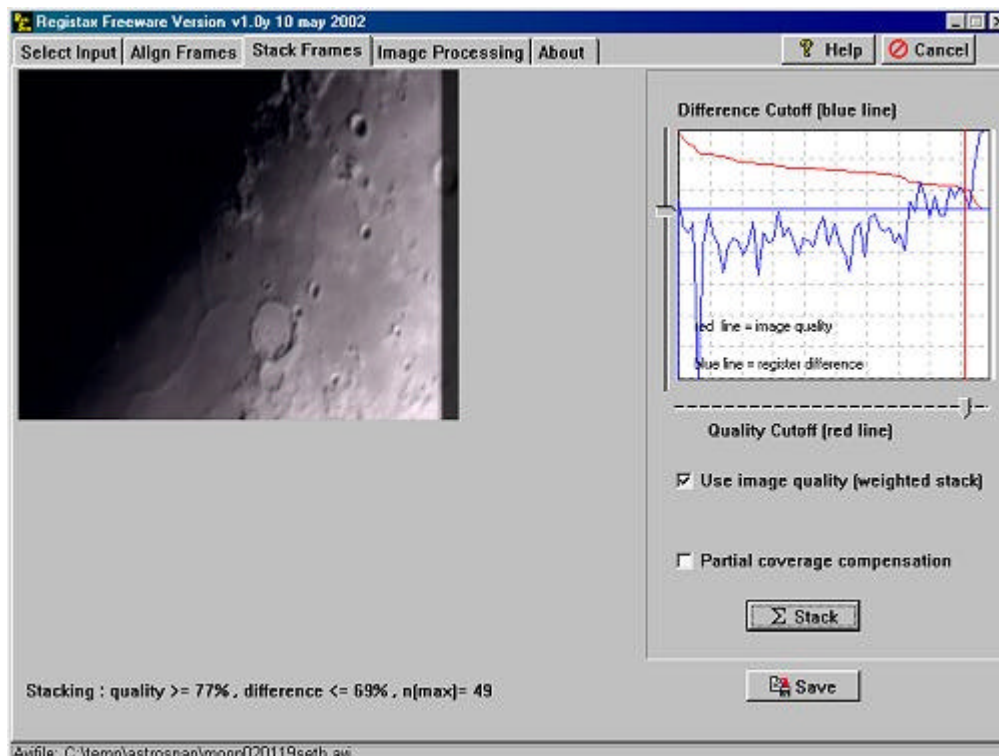 Registax Freeware Version v1.0y 10 may 2002
Select Input Align Frames Stack Frames Image Processing About ? Help Cancel
Difference Cutoff (blue line)
red line = image quality
blue line = register difference
Quality Cutoff (red line)
Use image quality (weighted stack)
Partial coverage compensation
Σ Stack
Stacking : quality >= 77% , difference <= 69% , n(max)= 49
Save